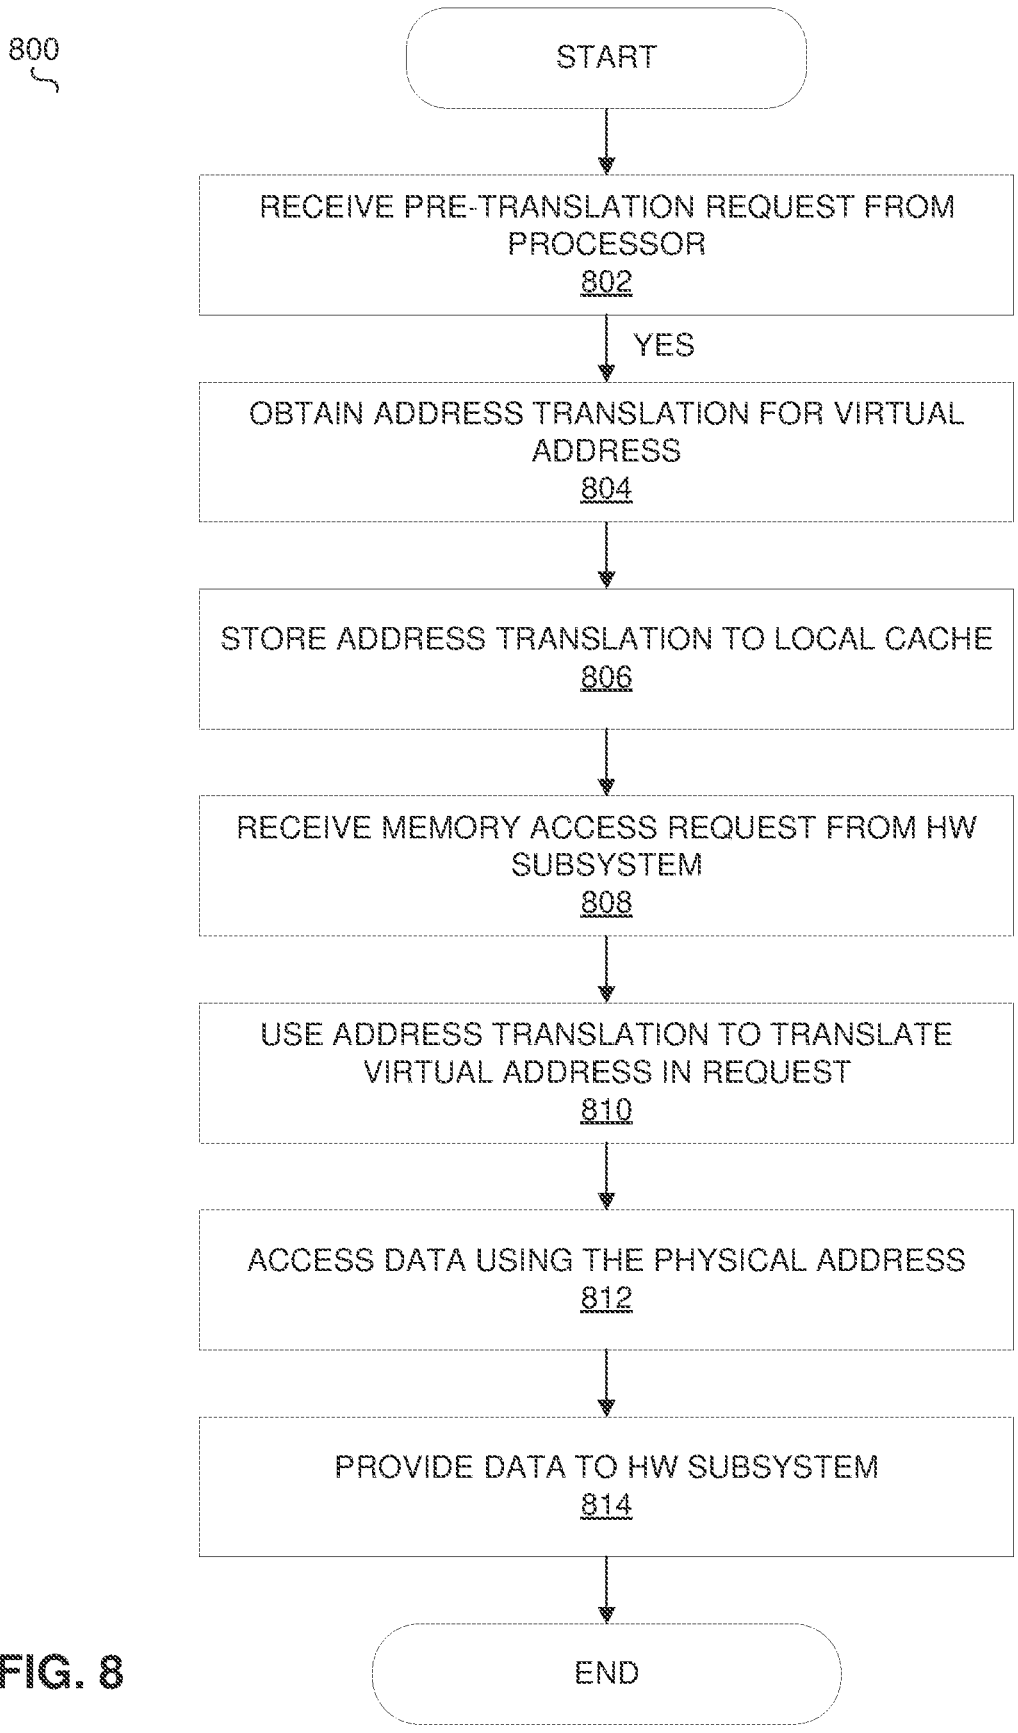 800
START
RECEIVE PRE-TRANSLATION REQUEST FROM
PROCESSOR
802
YES
OBTAIN ADDRESS TRANSLATION FOR VIRTUAL
ADDRESS
804
STORE ADDRESS TRANSLATION TO LOCAL CACHE
806
RECEIVE MEMORY ACCESS REQUEST FROM HW
SUBSYSTEM
808
USE ADDRESS TRANSLATION TO TRANSLATE
VIRTUAL ADDRESS IN REQUEST
810
ACCESS DATA USING THE PHYSICAL ADDRESS
812
PROVIDE DATA TO HW SUBSYSTEM
814
END
FIG. 8